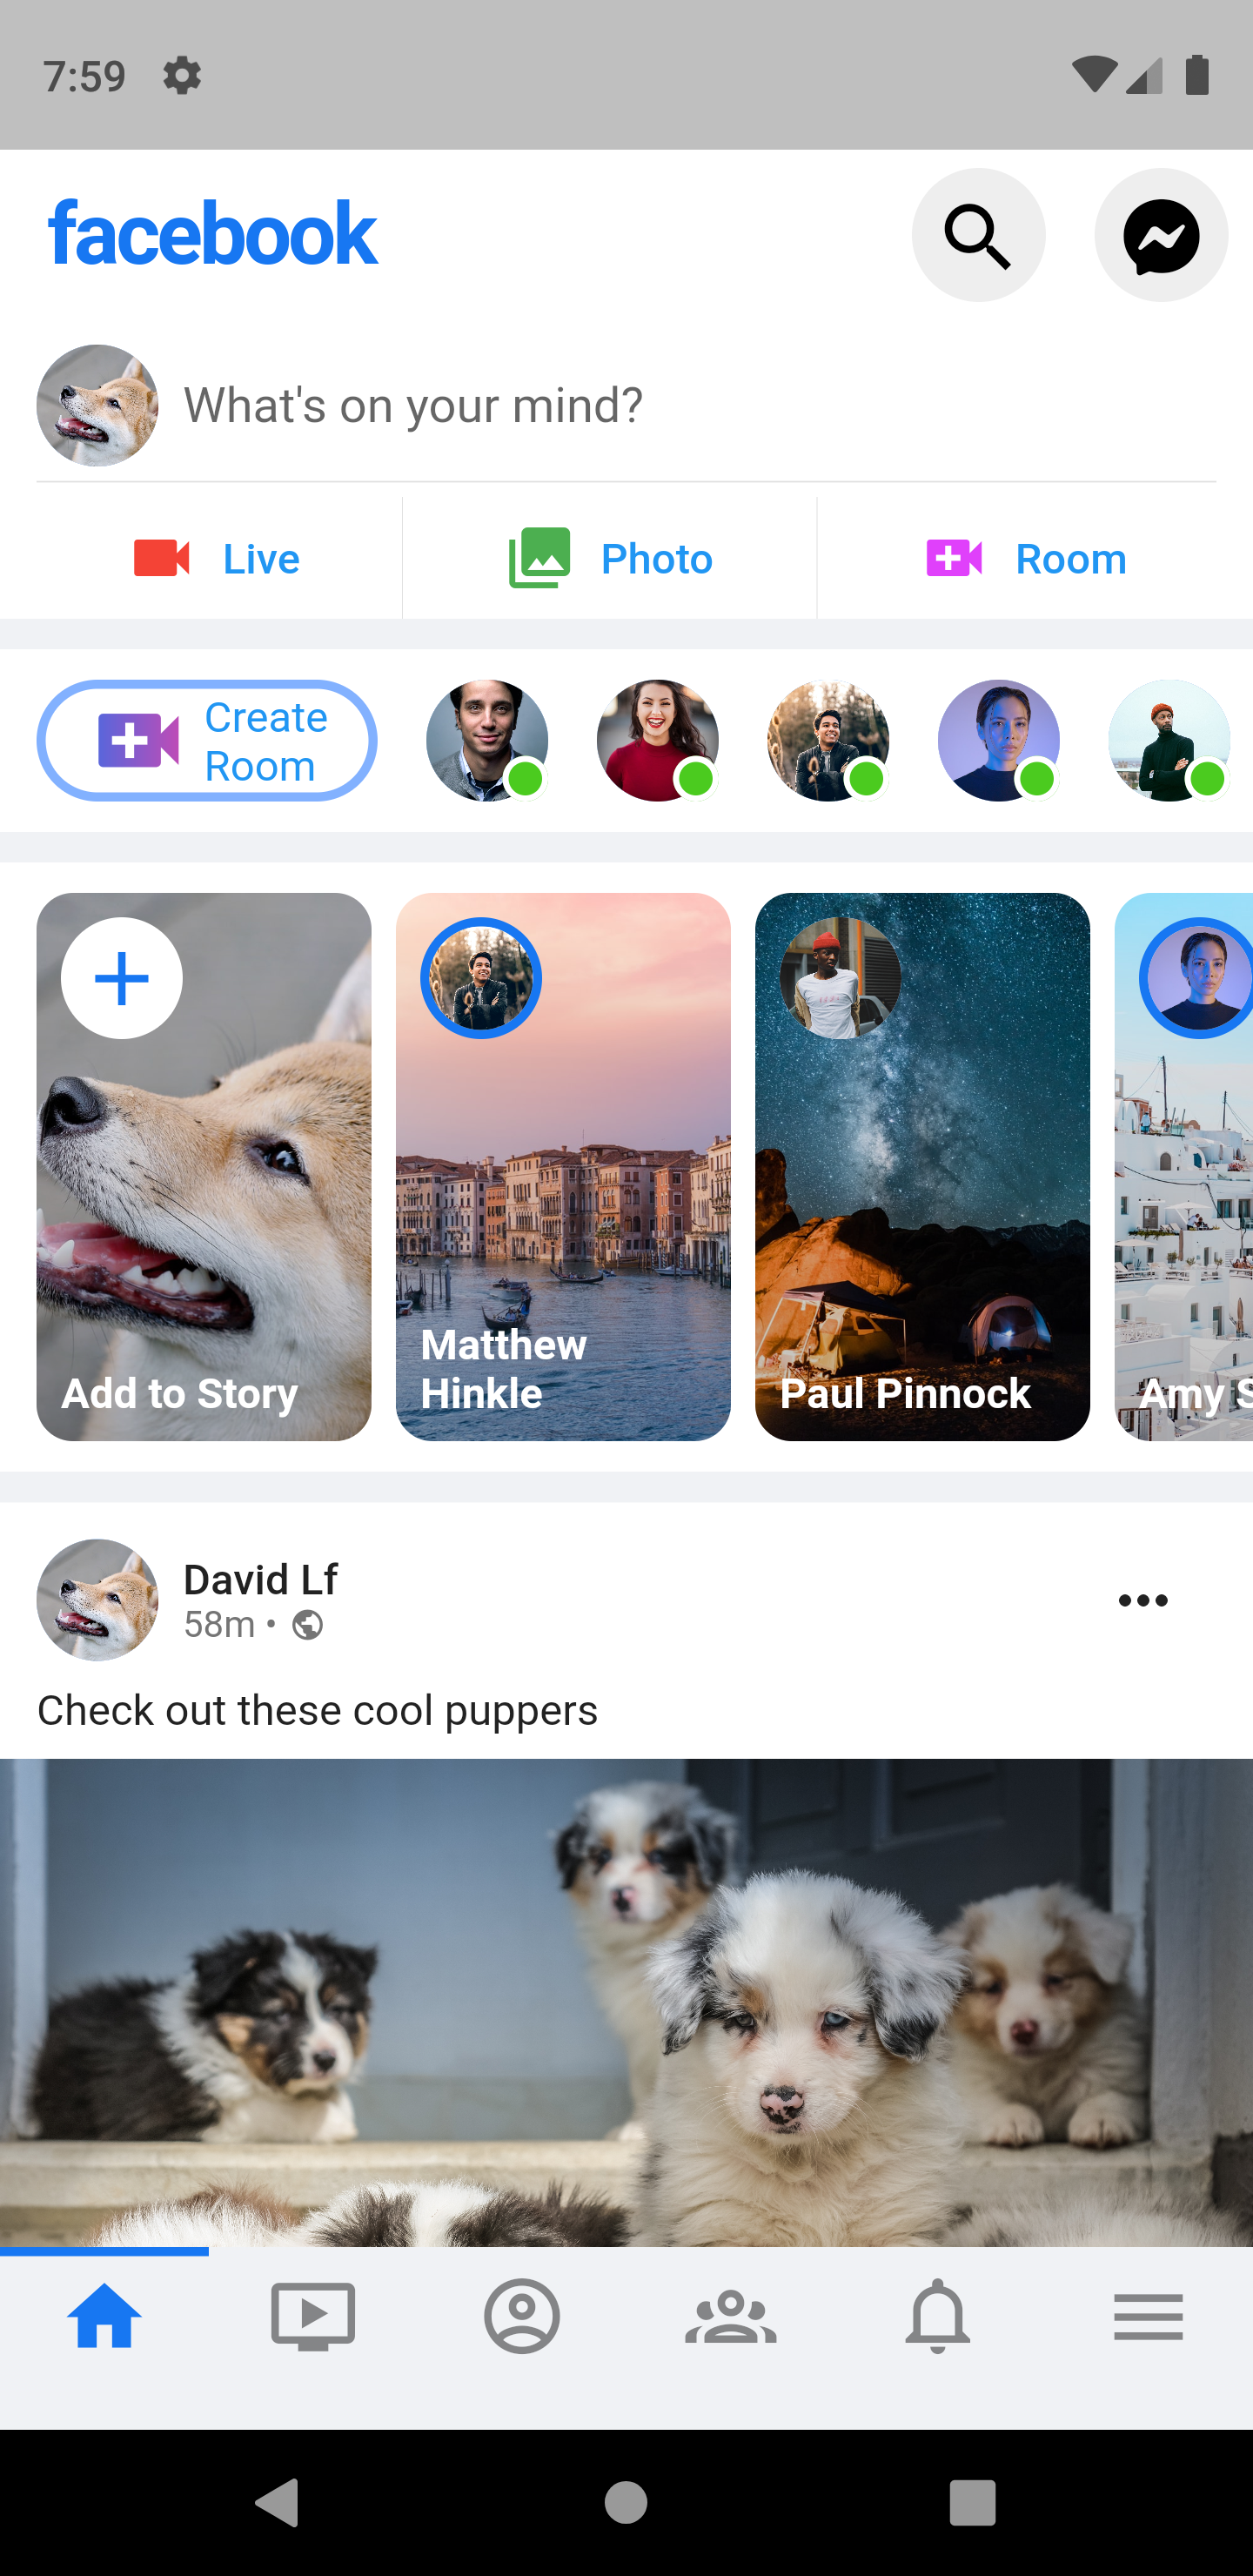 7:59
facebook
What's on your mind?
Live
Photo
Room
Create
Room
Add to Story
Matthew
Hinkle
Paul Pinnock
Amy S
David Lf
58m •
Check out these cool puppers